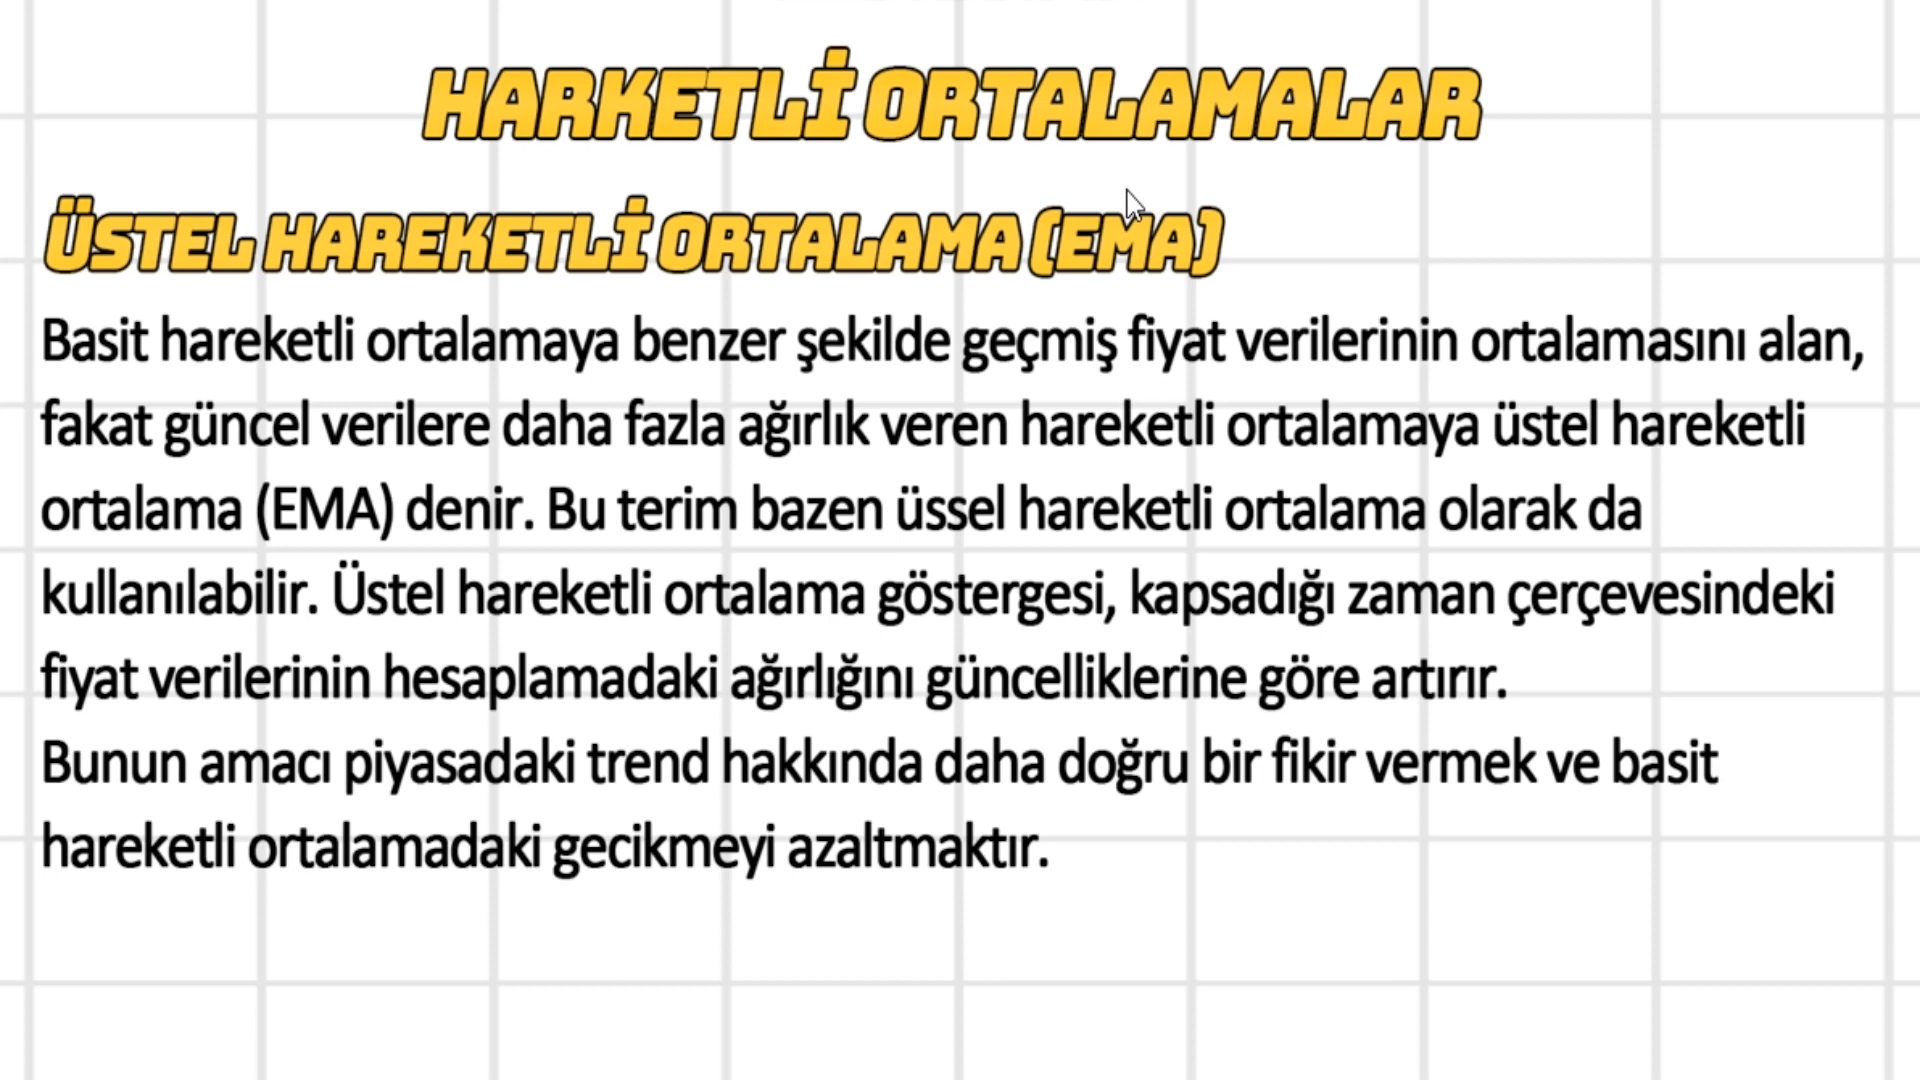 HARKETLİ ORTALAMALAR
ÜSTEL HAREKETLİ ORTALAMA (EMA)
Basit hareketli ortalamaya benzer şekilde geçmiş fiyat verilerinin ortalamasını alan,
fakat güncel verilere daha fazla ağırlık veren hareketli ortalamaya üstel hareketli
ortalama (EMA) denir. Bu terim bazen üssel hareketli ortalama olarak da
kullanılabilir. Üstel hareketli ortalama göstergesi, kapsadığı zaman çerçevesindeki
fiyat verilerinin hesaplamadaki ağırlığını güncelliklerine göre artırır.
Bunun amacı piyasadaki trend hakkında daha doğru bir fikir vermek ve basit
hareketli ortalamadaki gecikmeyi azaltmaktır.